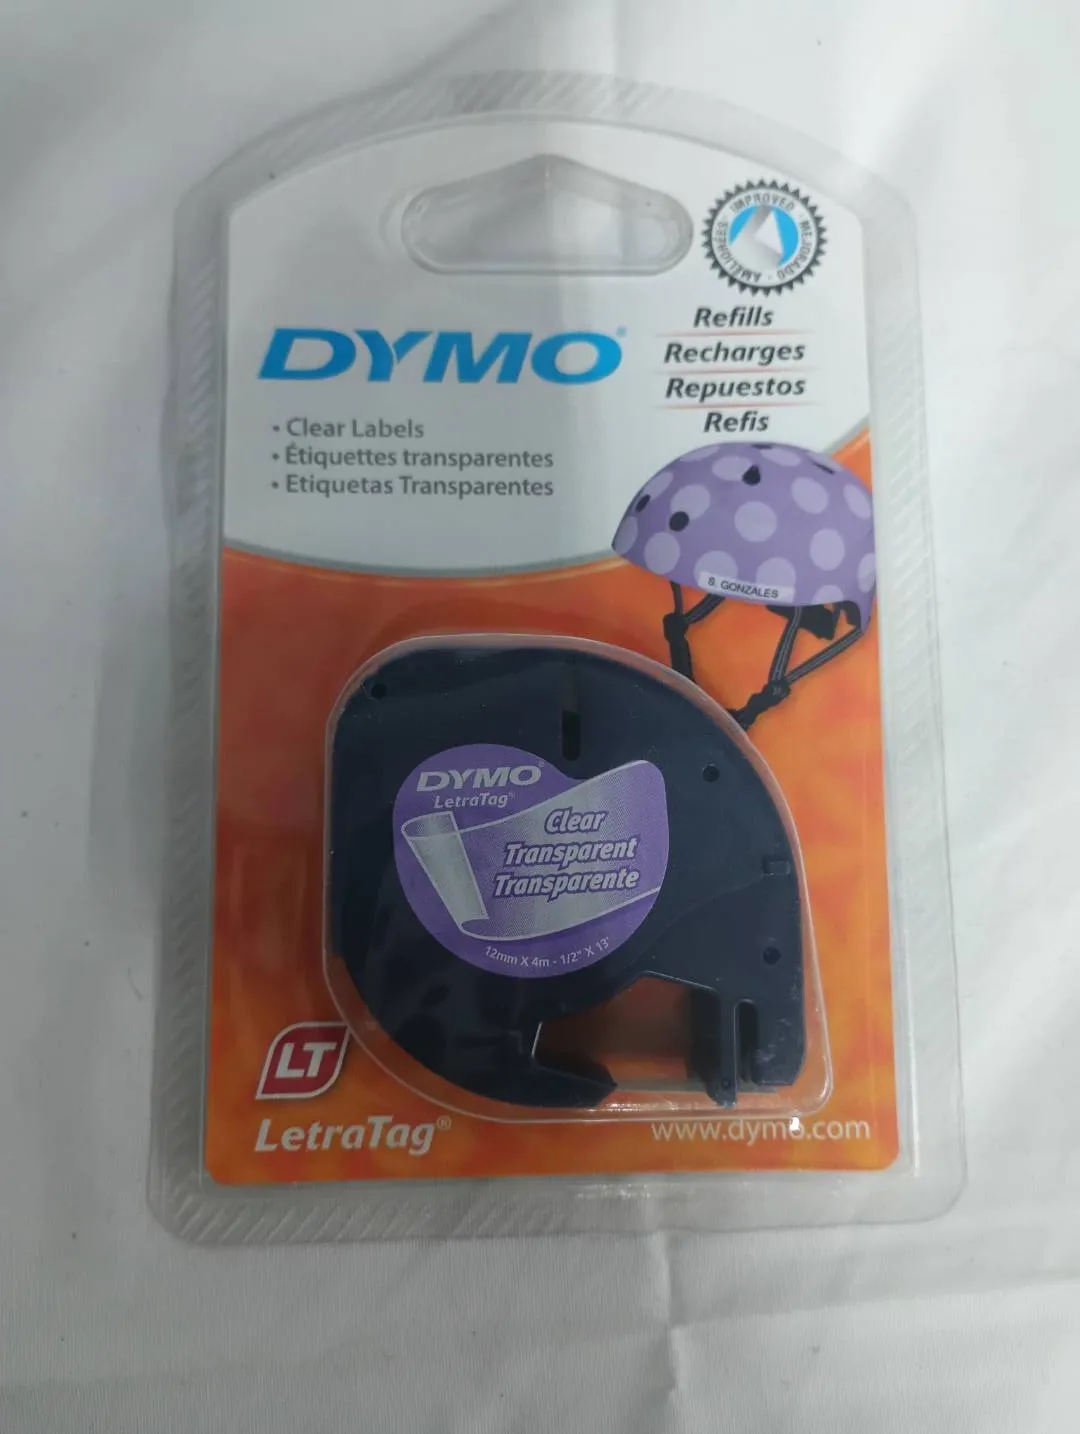 IMPROVED · MEJORADO · AMÉLIORÉES ·
Refills
Recharges
Repuestos
Refis
DYMO®
• Clear Labels
• Étiquettes transparentes
• Etiquetas Transparentes
S. GONZALES
DYMO®
LetraTag®
Clear
Transparent
Transparente
12mm X 4m - 1/2" X 13'
LT
LetraTag®
www.dymo.com